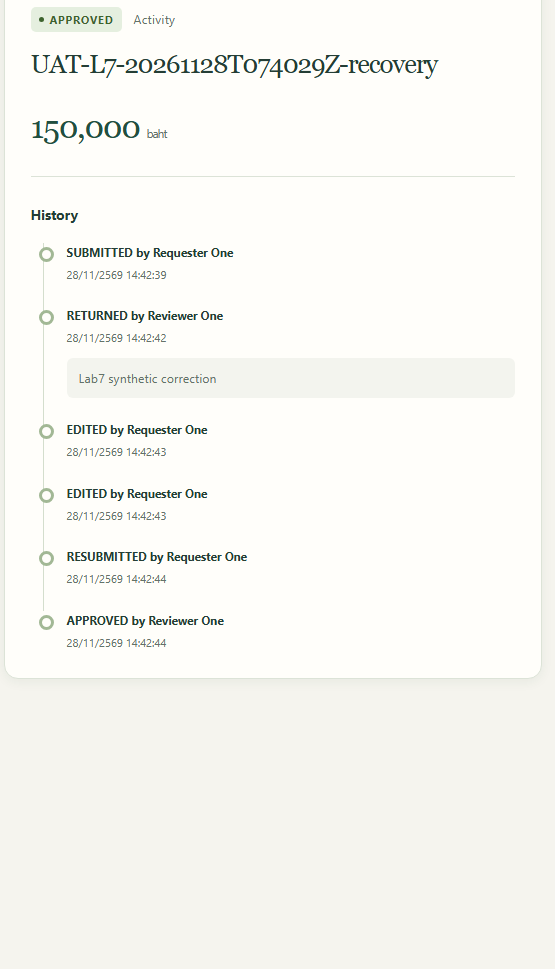 APPROVED Activity
UAT-L7-20261128T074029Z-recovery
150,000 baht
History
SUBMITTED by Requester One
28/11/2569 14:42:39
RETURNED by Reviewer One
28/11/2569 14:42:42
Lab7 synthetic correction
EDITED by Requester One
28/11/2569 14:42:43
EDITED by Requester One
28/11/2569 14:42:43
RESUBMITTED by Requester One
28/11/2569 14:42:44
APPROVED by Reviewer One
28/11/2569 14:42:44